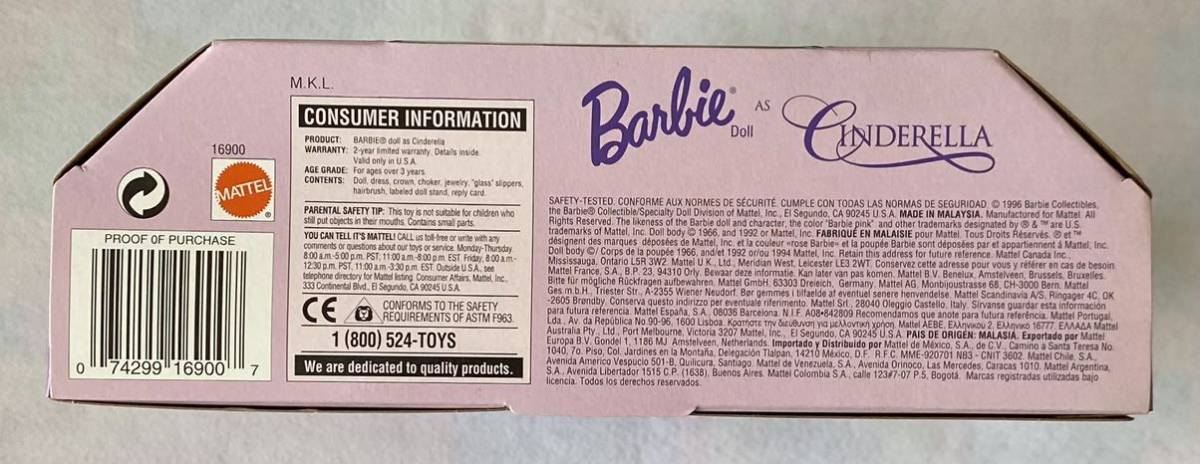 M.K.L.
16900
MATTEL
®
PROOF OF PURCHASE
0 74299 16900 7
CONSUMER INFORMATION
PRODUCT: BARBIE® doll as Cinderella
WARRANTY: 2-year limited warranty. Details inside.
Valid only in U.S.A.
AGE GRADE: For ages over 3 years.
CONTENTS: Doll, dress, crown, choker, jewelry, "glass" slippers,
hairbrush, labeled doll stand, reply card.
PARENTAL SAFETY TIP: This toy is not suitable for children who
still put objects in their mouths. Contains small parts.
YOU CAN TELL IT'S MATTEL! CALL us toll-free or write with any
comments or questions about our toys or service. Monday-Thursday
8:00 a.m.-5:00 p.m. PST, 11:00 a.m.-8:00 p.m. EST. Friday, 8:00 a.m.-
12:30 p.m. PST, 11:00 a.m.-3:30 p.m. EST. Outside U.S.A., see
telephone directory for Mattel listing. Consumer Affairs, Mattel, Inc.,
333 Continental Blvd., El Segundo, CA 90245 U.S.A.
CE CONFORMS TO THE SAFETY
REQUIREMENTS OF ASTM F963.
1 (800) 524-TOYS
We are dedicated to quality products.
Barbie® Doll AS CINDERELLA
SAFETY-TESTED. CONFORME AUX NORMES DE SÉCURITÉ. CUMPLE CON TODAS LAS NORMAS DE SEGURIDAD. © 1996 Barbie Collectibles,
the Barbie® Collectible/Specialty Doll Division of Mattel, Inc., El Segundo, CA 90245 U.S.A. MADE IN MALAYSIA. Manufactured for Mattel. All
Rights Reserved. The likeness of the Barbie doll and character, the color "Barbie pink" and other trademarks designated by ® & ™ are U.S.
trademarks of Mattel, Inc. Doll body © 1966, and 1992 or Mattel, Inc. FABRIQUÉ EN MALAISIE pour Mattel. Tous Droits Réservés. ® et ™
désignent des marques déposées de Mattel, Inc. et la couleur «rose Barbie» et la poupée Barbie sont déposées par et appartiennent à Mattel, Inc.
Doll body ©/ Corps de la poupée 1966, and/et 1992 or/ou 1994 Mattel, Inc. Retain this address for future reference. Mattel Canada Inc.,
Mississauga, Ontario L5R 3W2. Mattel U.K., Ltd., Meridian West, Leicester LE3 2WT. Conservez cette adresse pour vous y référer en cas de besoin.
Mattel France, S.A., B.P. 23, 94310 Orly. Bewaar deze informatie. Kan later van pas komen. Mattel B.V. Benelux, Amstelveen, Brussels, Bruxelles.
Bitte für mögliche Rückfragen aufbewahren. Mattel GmbH, 63303 Dreieich, Germany. Mattel AG, Monbijoustrasse 68, CH-3000 Bern. Mattel
Ges.m.b.H., Triester Str., A-2355 Wiener Neudorf. Bør gemmes i tilfælde af eventuel senere henvendelse. Mattel Scandinavia A/S, Ringager 4C, DK
-2605 Brøndby. Conserva questo indirizzo per eventuale riferimento. Mattel Srl., 28040 Oleggio Castello, Italy. Sírvanse guardar esta información
para futura referencia. Mattel España, S.A., 08036 Barcelona. N.I.F. A08•842809 Recomendamos que anote para futura referência. Mattel Portugal,
Lda., Av. da República No.90-96, 1600 Lisboa. Κρατήστε την διεύθυνση για μελλοντική χρήση. Mattel AEBE, Ελληνικού 2, Ελληνικο 16777, ΕΛΛΑΔΑ Mattel
Australia Pty., Ltd., Port Melbourne, Victoria 3207 Mattel, Inc., El Segundo, CA 90245 U.S.A. PAIS DE ORIGEN: MALASIA. Exportado por Mattel
Europa B.V. Gondel 1, 1186 MJ Amstelveen, Netherlands. Importado y Distribuido por Mattel de México, S.A., de C.V., Camino a Santa Teresa No.
1040, 7o. Piso, Col. Jardines en la Montaña, Delegación Tlalpan, 14210 México, D.F. R.F.C. MME-920701 NB3 - CNIT 3602. Mattel Chile, S.A.,
Avenida Americo Vespucio 501-B, Quilicura, Santiago. Mattel de Venezuela, S.A., Avenida Orinoco, Las Mercedes, Caracas 1010. Mattel Argentina,
S.A., Avenida Libertador 1515 C.P. (1638), Buenos Aires. Mattel Colombia S.A., calle 123#7-07 P.5, Bogotá. Marcas registradas utilizadas bajo
licencia. Todos los derechos reservados.